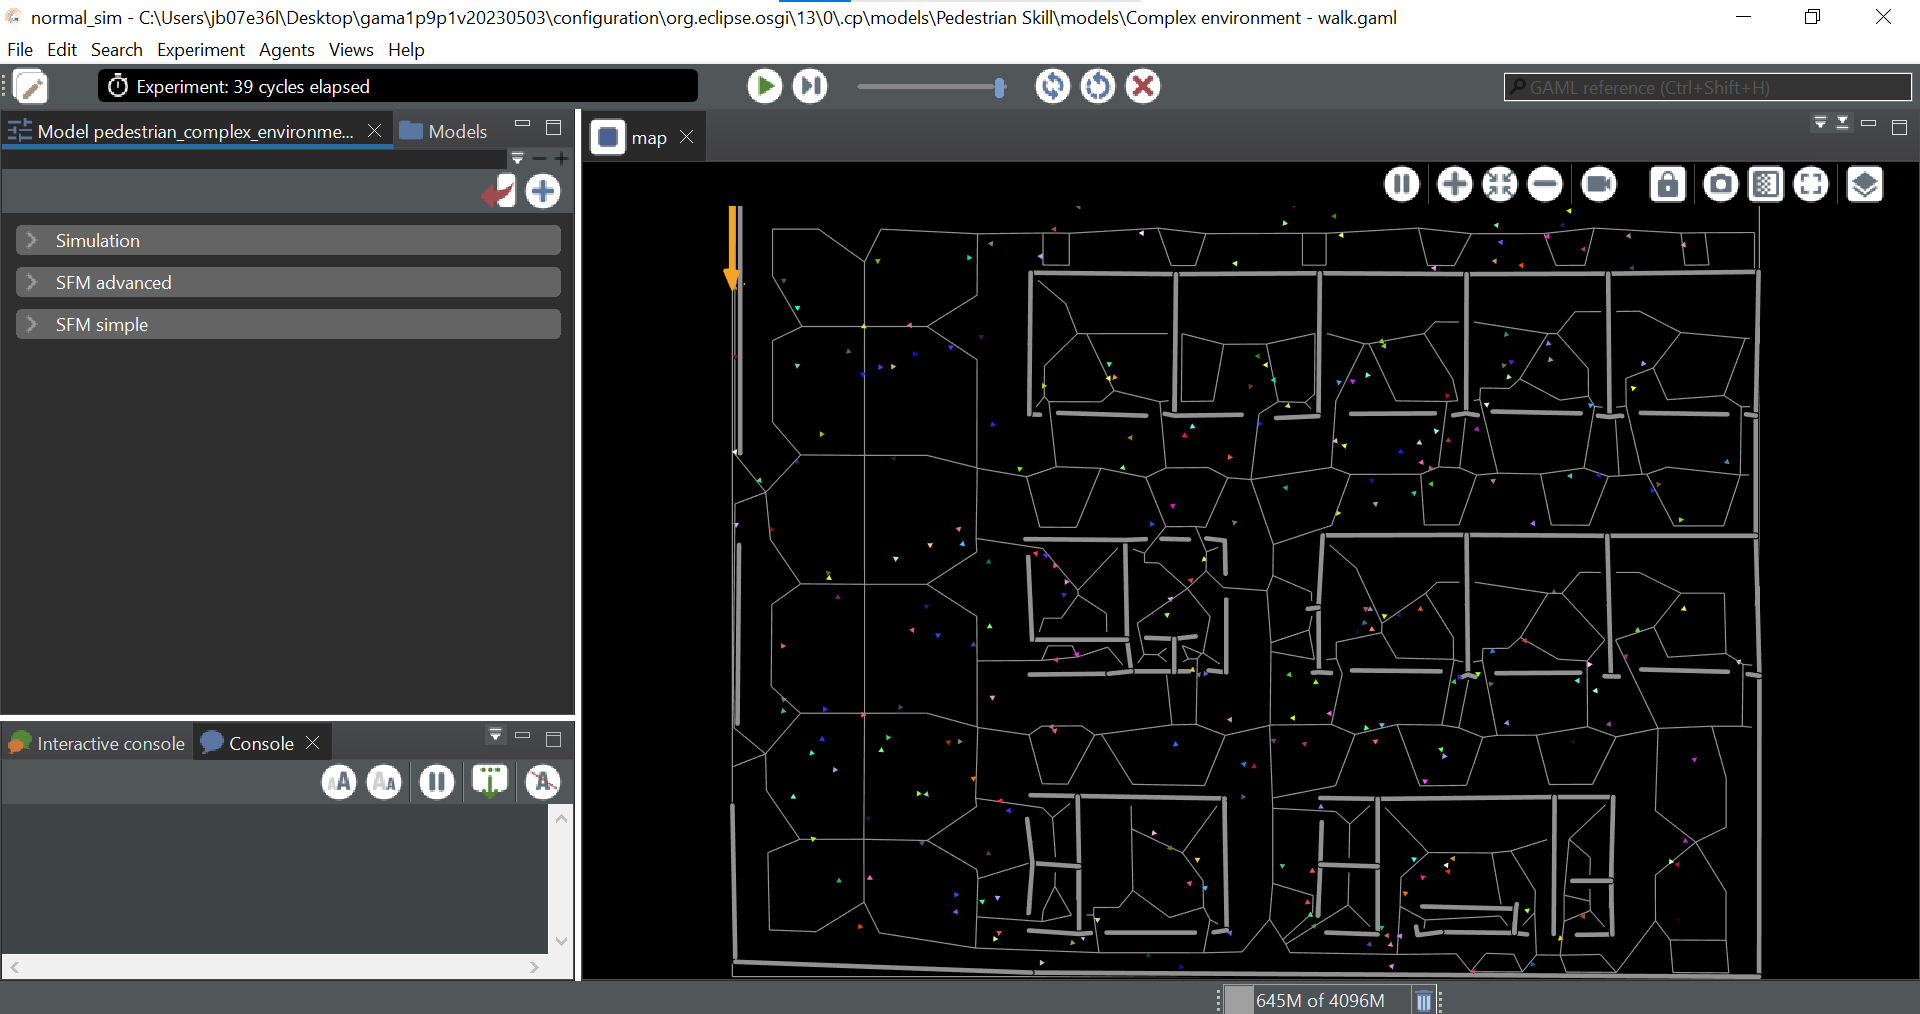 normal_sim - C:\Users\jb07e36l\Desktop\gama1p9p1v20230503\configuration\org.eclipse.osgi\13\0\.cp\models\Pedestrian Skill\models\Complex environment - walk.gaml
File Edit Search Experiment Agents Views Help
Experiment: 39 cycles elapsed
GAML reference (Ctrl+Shift+H)
Model pedestrian_complex_environme...
Models
map
Simulation
SFM advanced
SFM simple
Interactive console
Console
AA
AA
A
645M of 4096M